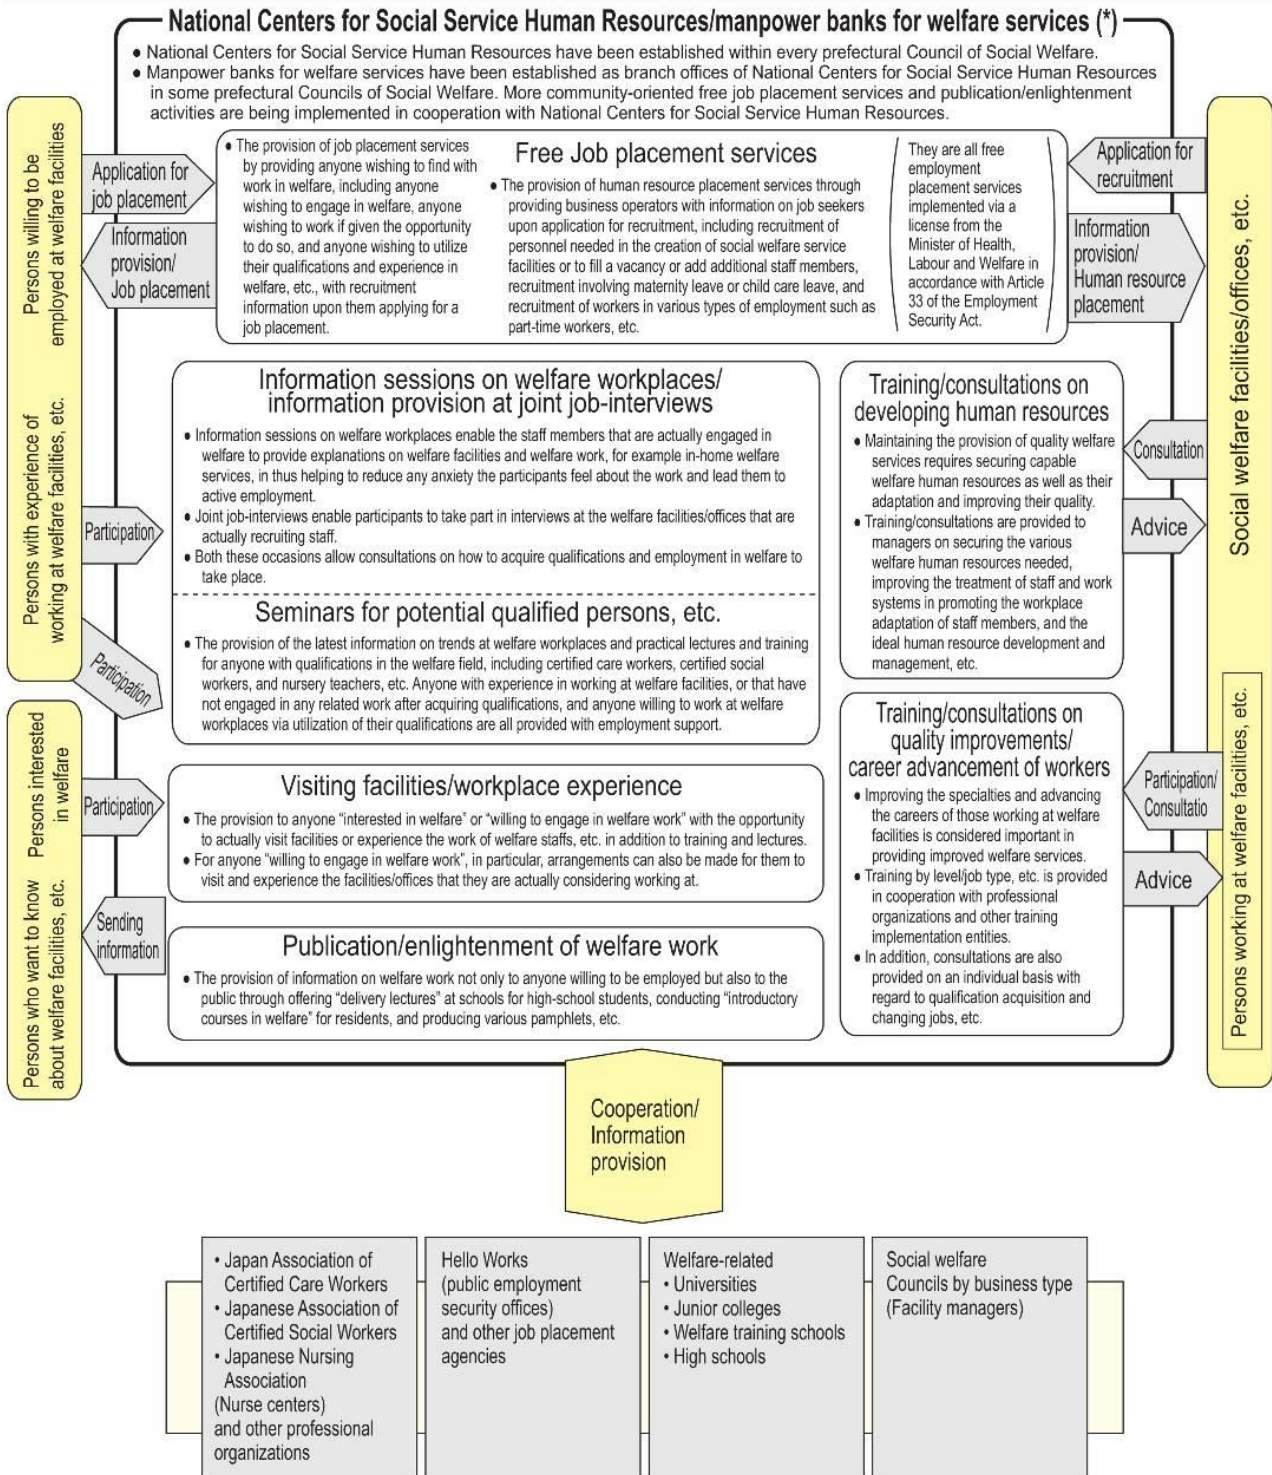 National Centers for Social Service Human Resources/manpower banks for welfare services (*)
• National Centers for Social Service Human Resources have been established within every prefectural Council of Social Welfare.
• Manpower banks for welfare services have been established as branch offices of National Centers for Social Service Human Resources
in some prefectural Councils of Social Welfare. More community-oriented free job placement services and publication/enlightenment
activities are being implemented in cooperation with National Centers for Social Service Human Resources.
Persons willing to be
employed at welfare facilities
Persons with experience of
working at welfare facilities, etc.
Application for
job placement
Information
provision/
Job placement
• The provision of job placement services
by providing anyone wishing to find with
work in welfare, including anyone
wishing to engage in welfare, anyone
wishing to work if given the opportunity
to do so, and anyone wishing to utilize
their qualifications and experience in
welfare, etc., with recruitment
information upon them applying for a
job placement.
Free Job placement services
• The provision of human resource placement services through
providing business operators with information on job seekers
upon application for recruitment, including recruitment of
personnel needed in the creation of social welfare service
facilities or to fill a vacancy or add additional staff members,
recruitment involving maternity leave or child care leave, and
recruitment of workers in various types of employment such as
part-time workers, etc.
They are all free
employment
placement services
implemented via a
license from the
Minister of Health,
Labour and Welfare in
accordance with Article
33 of the Employment
Security Act.
Application for
recruitment
Information
provision/
Human resource
placement
Social welfare facilities/offices, etc.
Participation
Participation
Information sessions on welfare workplaces/
information provision at joint job-interviews
• Information sessions on welfare workplaces enable the staff members that are actually engaged in
welfare to provide explanations on welfare facilities and welfare work, for example in-home welfare
services, in thus helping to reduce any anxiety the participants feel about the work and lead them to
active employment.
• Joint job-interviews enable participants to take part in interviews at the welfare facilities/offices that are
actually recruiting staff.
• Both these occasions allow consultations on how to acquire qualifications and employment in welfare to
take place.
Seminars for potential qualified persons, etc.
• The provision of the latest information on trends at welfare workplaces and practical lectures and training
for anyone with qualifications in the welfare field, including certified care workers, certified social
workers, and nursery teachers, etc. Anyone with experience in working at welfare facilities, or that have
not engaged in any related work after acquiring qualifications, and anyone willing to work at welfare
workplaces via utilization of their qualifications are all provided with employment support.
Training/consultations on
developing human resources
• Maintaining the provision of quality welfare
services requires securing capable
welfare human resources as well as their
adaptation and improving their quality.
• Training/consultations are provided to
managers on securing the various
welfare human resources needed,
improving the treatment of staff and work
systems in promoting the workplace
adaptation of staff members, and the
ideal human resource development and
management, etc.
Consultation
Advice
Persons interested
in welfare
Persons who want to know
about welfare facilities, etc.
Participation
Sending
information
Visiting facilities/workplace experience
• The provision to anyone “interested in welfare” or “willing to engage in welfare work” with the opportunity
to actually visit facilities or experience the work of welfare staffs, etc. in addition to training and lectures.
• For anyone “willing to engage in welfare work”, in particular, arrangements can also be made for them to
visit and experience the facilities/offices that they are actually considering working at.
Publication/enlightenment of welfare work
• The provision of information on welfare work not only to anyone willing to be employed but also to the
public through offering “delivery lectures” at schools for high-school students, conducting “introductory
courses in welfare” for residents, and producing various pamphlets, etc.
Training/consultations on
quality improvements/
career advancement of workers
• Improving the specialties and advancing
the careers of those working at welfare
facilities is considered important in
providing improved welfare services.
• Training by level/job type, etc. is provided
in cooperation with professional
organizations and other training
implementation entities.
• In addition, consultations are also
provided on an individual basis with
regard to qualification acquisition and
changing jobs, etc.
Participation/
Consultatio
Advice
Persons working at welfare facilities, etc.
Cooperation/
Information
provision
• Japan Association of
Certified Care Workers
• Japanese Association of
Certified Social Workers
• Japanese Nursing
Association
(Nurse centers)
and other professional
organizations
Hello Works
(public employment
security offices)
and other job placement
agencies
Welfare-related
• Universities
• Junior colleges
• Welfare training schools
• High schools
Social welfare
Councils by business type
(Facility managers)